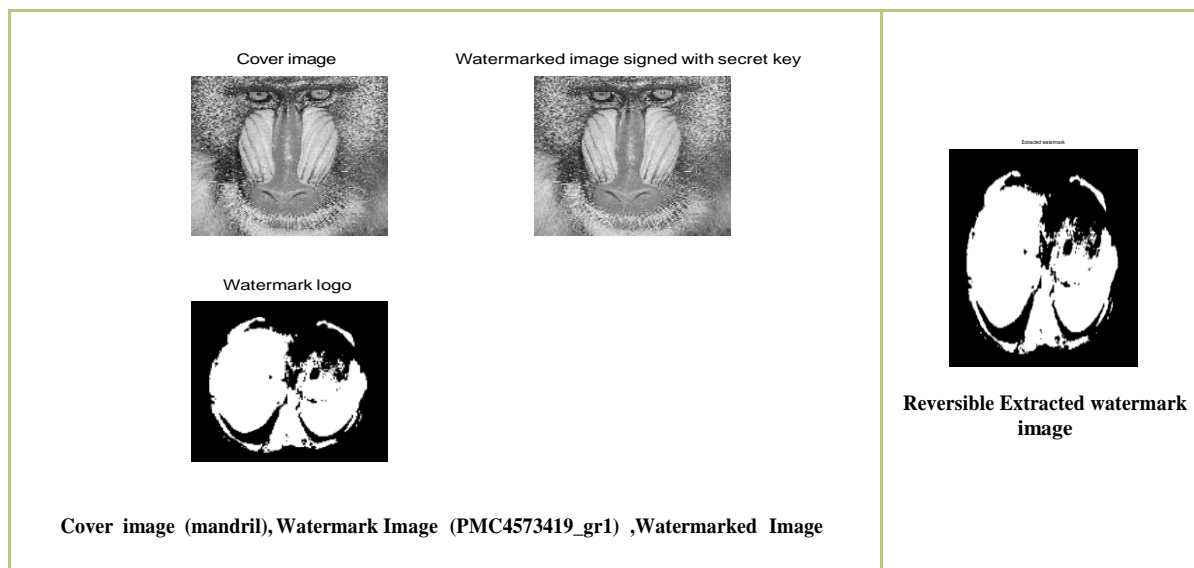 Cover image
Watermarked image signed with secret key
Watermark logo
Cover image (mandril), Watermark Image (PMC4573419_gr1) ,Watermarked Image
Extracted watermark
Reversible Extracted watermark
image